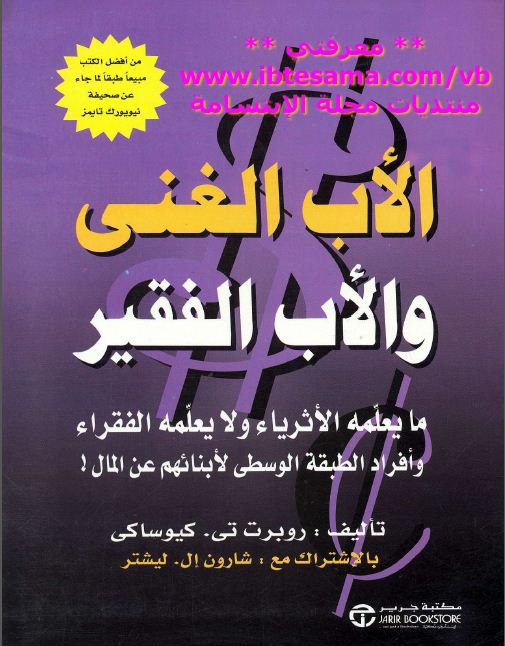 ** معرفتي **
www.ibtesama.com/vb
منتديات مجلة الإبتسامة
من أفضل الكتب
مبيعاً طبقاً لما جاء
عن صحيفة
نيويورك تايمز
الأب الغنى
والأب الفقير
ما يعلّمه الأثرياء ولا يعلّمه الفقراء
وأفراد الطبقة الوسطى لأبنائهم عن المال !
تأليف : روبرت تى. كيوساكى
بالاشتراك مع : شارون إل. ليشتر
مكتبة جرير
JARIR BOOKSTORE